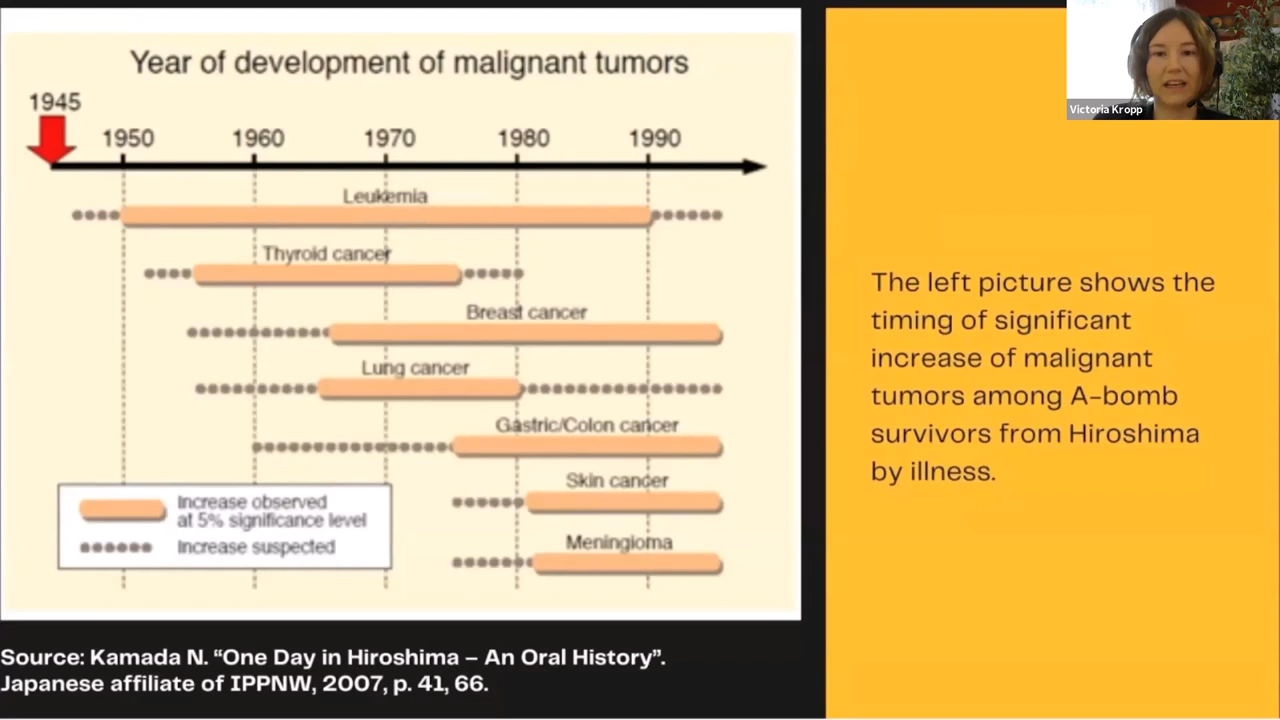 Year of development of malignant tumors
1945
1950 1960 1970 1980 1990
Leukemia
Thyroid cancer
Breast cancer
Lung cancer
Gastric/Colon cancer
Skin cancer
Meningioma
Increase observed
at 5% significance level
Increase suspected
Source: Kamada N. “One Day in Hiroshima – An Oral History”.
Japanese affiliate of IPPNW, 2007, p. 41, 66.
Victoria Kropp
The left picture shows the
timing of significant
increase of malignant
tumors among A-bomb
survivors from Hiroshima
by illness.